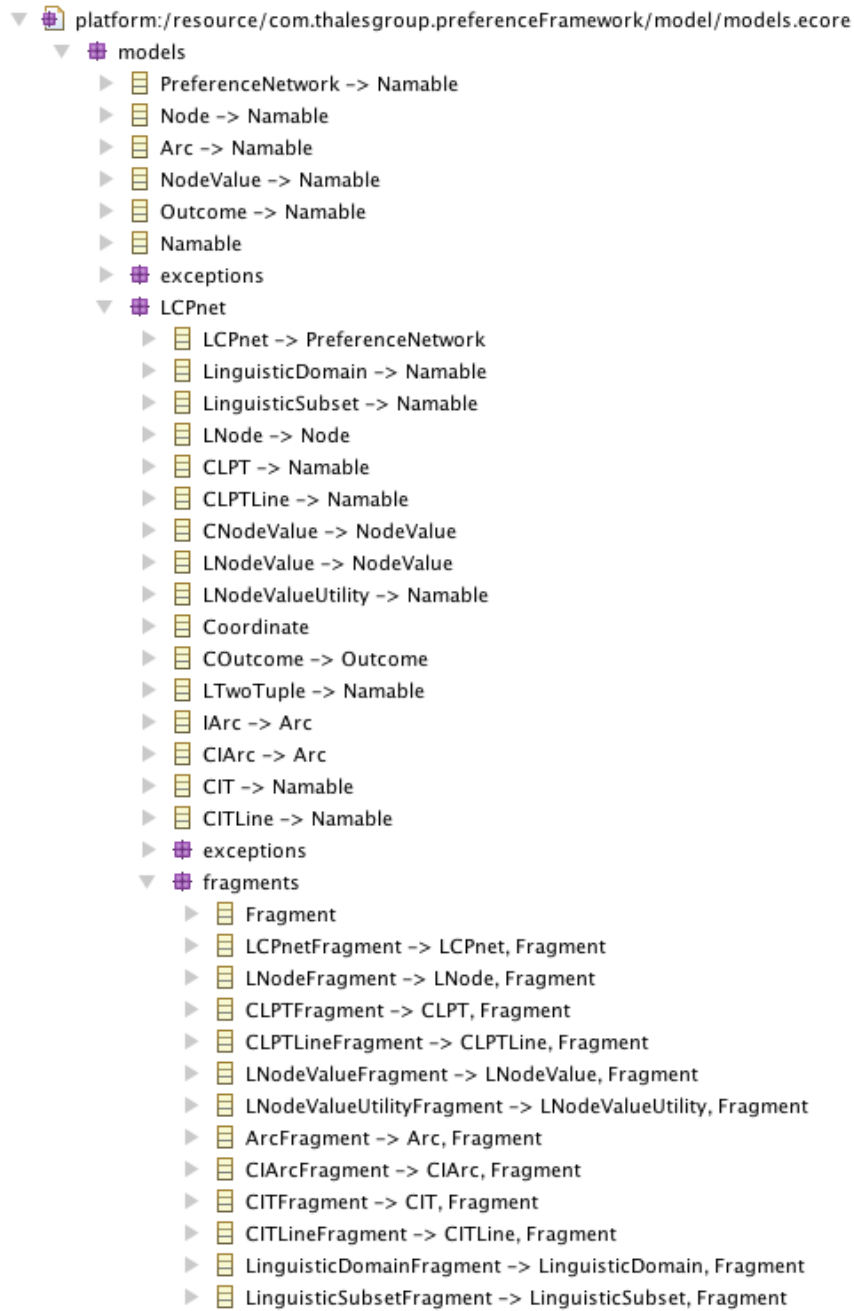 platform:/resource/com.thalesgroup.preferenceFramework/model/models.ecore
models
PreferenceNetwork -> Namable
Node -> Namable
Arc -> Namable
NodeValue -> Namable
Outcome -> Namable
Namable
exceptions
LCPnet
LCPnet -> PreferenceNetwork
LinguisticDomain -> Namable
LinguisticSubset -> Namable
LNode -> Node
CLPT -> Namable
CLPTLine -> Namable
CNodeValue -> NodeValue
LNodeValue -> NodeValue
LNodeValueUtility -> Namable
Coordinate
COutcome -> Outcome
LTwoTuple -> Namable
IArc -> Arc
CIArc -> Arc
CIT -> Namable
CITLine -> Namable
exceptions
fragments
Fragment
LCPnetFragment -> LCPnet, Fragment
LNodeFragment -> LNode, Fragment
CLPTFragment -> CLPT, Fragment
CLPTLineFragment -> CLPTLine, Fragment
LNodeValueFragment -> LNodeValue, Fragment
LNodeValueUtilityFragment -> LNodeValueUtility, Fragment
ArcFragment -> Arc, Fragment
CIArcFragment -> CIArc, Fragment
CITFragment -> CIT, Fragment
CITLineFragment -> CITLine, Fragment
LinguisticDomainFragment -> LinguisticDomain, Fragment
LinguisticSubsetFragment -> LinguisticSubset, Fragment